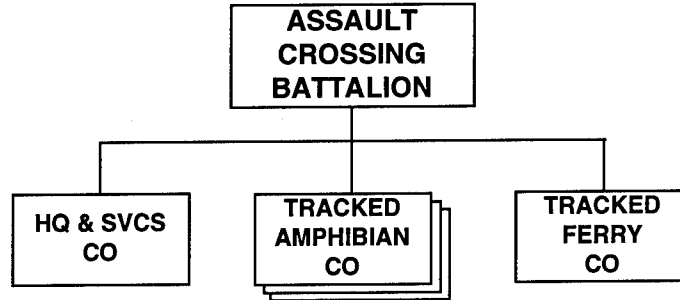 ASSAULT
CROSSING
BATTALION
HQ & SVCS
CO
TRACKED
AMPHIBIAN
CO
TRACKED
FERRY
CO